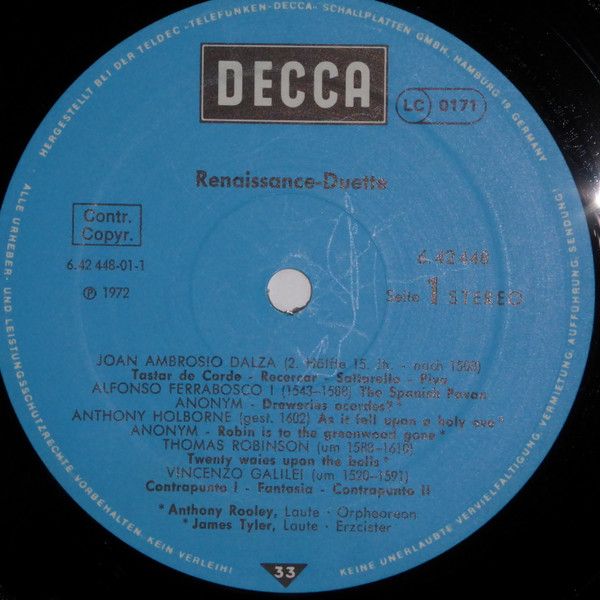 HERGESTELLT BEI DER TELDEC »TELEFUNKEN-DECCA« SCHALLPLATTEN GMBH, HAMBURG 19 GERMANY
DECCA
LC 0171
Renaissance-Duette
Contr.
Copyr.
6.42 448-01-1
℗ 1972
6.42448
Seite 1 STEREO
JOAN AMBROSIO DALZA (2. Hälfte 15. Jh. - nach 1508)
Tastar de Corde - Recercar - Saltarello - Piva
ALFONSO FERRABOSCO I (1543-1588) The Spanish Pavan
ANONYM - Dreweries acordes? *
ANTHONY HOLBORNE (gest. 1602) As it fell upon a holy eve *
ANONYM - Robin is to the greenwood gone *
THOMAS ROBINSON (um 1588-1610)
Twenty waies upon the bells *
VINCENZO GALILEI (um 1520-1591)
Contrapunto I - Fantasia - Contrapunto II
*Anthony Rooley, Laute - Orpheoreon
*James Tyler, Laute - Erzcister
33
ALLE URHEBER- UND LEISTUNGSSCHUTZRECHTE VORBEHALTEN. KEIN VERLEIH! KEINE UNERLAUBTE VERVIELFÄLTIGUNG, VERMIETUNG, AUFFÜHRUNG, SENDUNG!